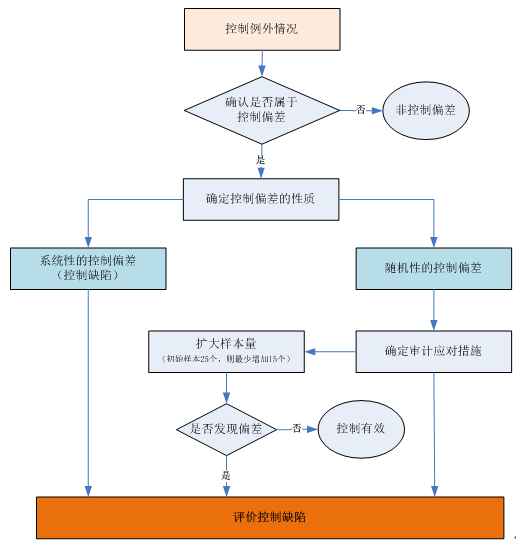 控制例外情况
确认是否属于
控制偏差
否
非控制偏差
是
确定控制偏差的性质
系统性的控制偏差
（控制缺陷）
随机性的控制偏差
扩大样本量
（初始样本25个，则最少增加15个）
确定审计应对措施
是否发现偏差
否
控制有效
是
评价控制缺陷